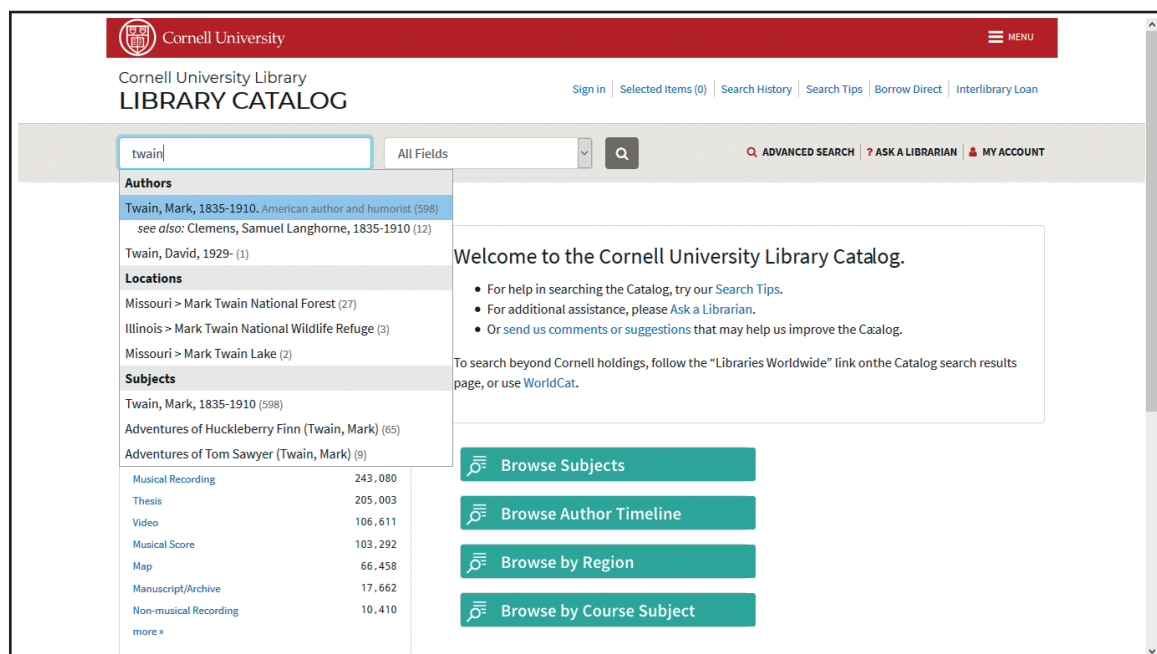 Cornell University
MENU
Cornell University Library
LIBRARY CATALOG
Sign in | Selected Items (0) | Search History | Search Tips | Borrow Direct | Interlibrary Loan
twain
All Fields
ADVANCED SEARCH | ? ASK A LIBRARIAN | MY ACCOUNT
Authors
Twain, Mark, 1835-1910. American author and humorist (598)
see also: Clemens, Samuel Langhorne, 1835-1910 (12)
Twain, David, 1929- (1)
Locations
Missouri > Mark Twain National Forest (27)
Illinois > Mark Twain National Wildlife Refuge (3)
Missouri > Mark Twain Lake (2)
Subjects
Twain, Mark, 1835-1910 (598)
Adventures of Huckleberry Finn (Twain, Mark) (65)
Adventures of Tom Sawyer (Twain, Mark) (9)
Musical Recording 243,080
Thesis 205,003
Video 106,611
Musical Score 103,292
Map 66,458
Manuscript/Archive 17,662
Non-musical Recording 10,410
more »
Welcome to the Cornell University Library Catalog.
• For help in searching the Catalog, try our Search Tips.
• For additional assistance, please Ask a Librarian.
• Or send us comments or suggestions that may help us improve the Catalog.
To search beyond Cornell holdings, follow the “Libraries Worldwide” link onthe Catalog search results
page, or use WorldCat.
Browse Subjects
Browse Author Timeline
Browse by Region
Browse by Course Subject